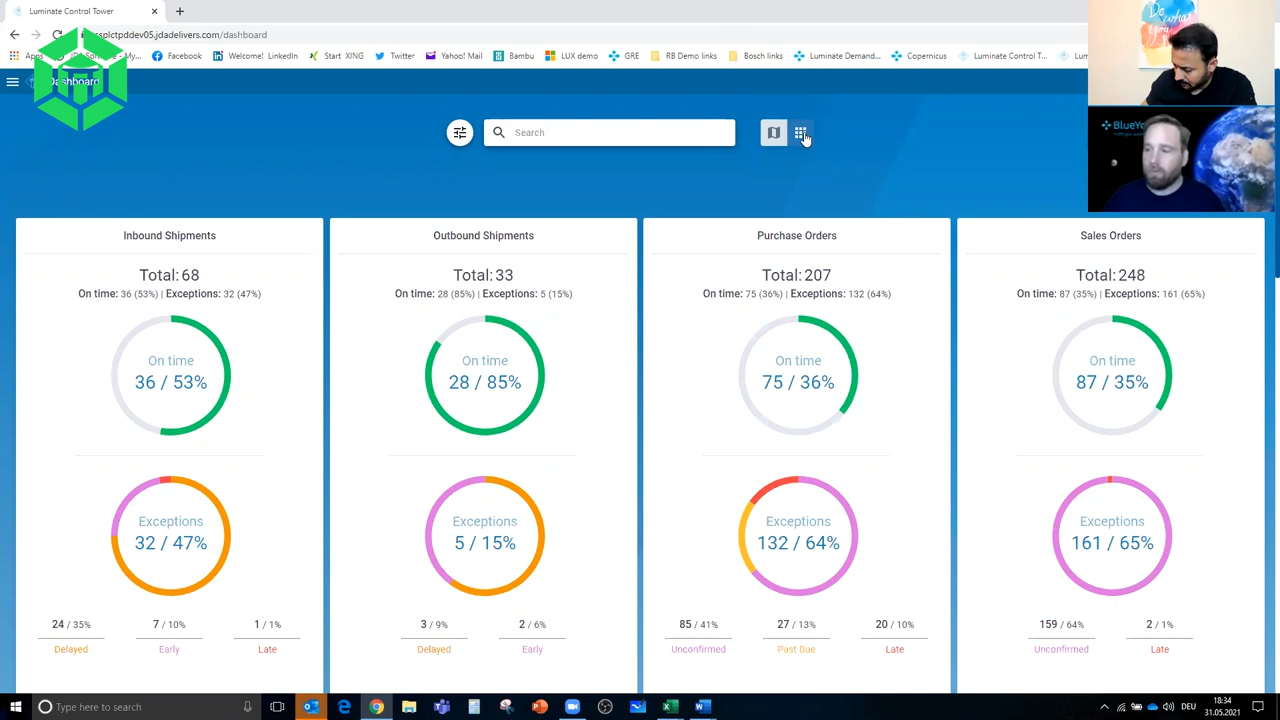 Luminate Control Tower
splctpddev05.jdadelivers.com/dashboard
Apps
Facebook
Welcome! LinkedIn
Start XING
Twitter
Yahoo! Mail
Bambu
LUX demo
GRE
RB Demo links
Bosch links
Luminate Demand...
Copernicus
Luminate Control T...
Dashboard
Search
Do
what
you
BlueYo
Inbound Shipments
Total: 68
On time: 36 (53%) | Exceptions: 32 (47%)
On time
36 / 53%
Exceptions
32 / 47%
24 / 35%
Delayed
7 / 10%
Early
1 / 1%
Late
Outbound Shipments
Total: 33
On time: 28 (85%) | Exceptions: 5 (15%)
On time
28 / 85%
Exceptions
5 / 15%
3 / 9%
Delayed
2 / 6%
Early
Purchase Orders
Total: 207
On time: 75 (36%) | Exceptions: 132 (64%)
On time
75 / 36%
Exceptions
132 / 64%
85 / 41%
Unconfirmed
27 / 13%
Past Due
20 / 10%
Late
Sales Orders
Total: 248
On time: 87 (35%) | Exceptions: 161 (65%)
On time
87 / 35%
Exceptions
161 / 65%
159 / 64%
Unconfirmed
2 / 1%
Late
Type here to search
DEU
18:34
31.05.2021